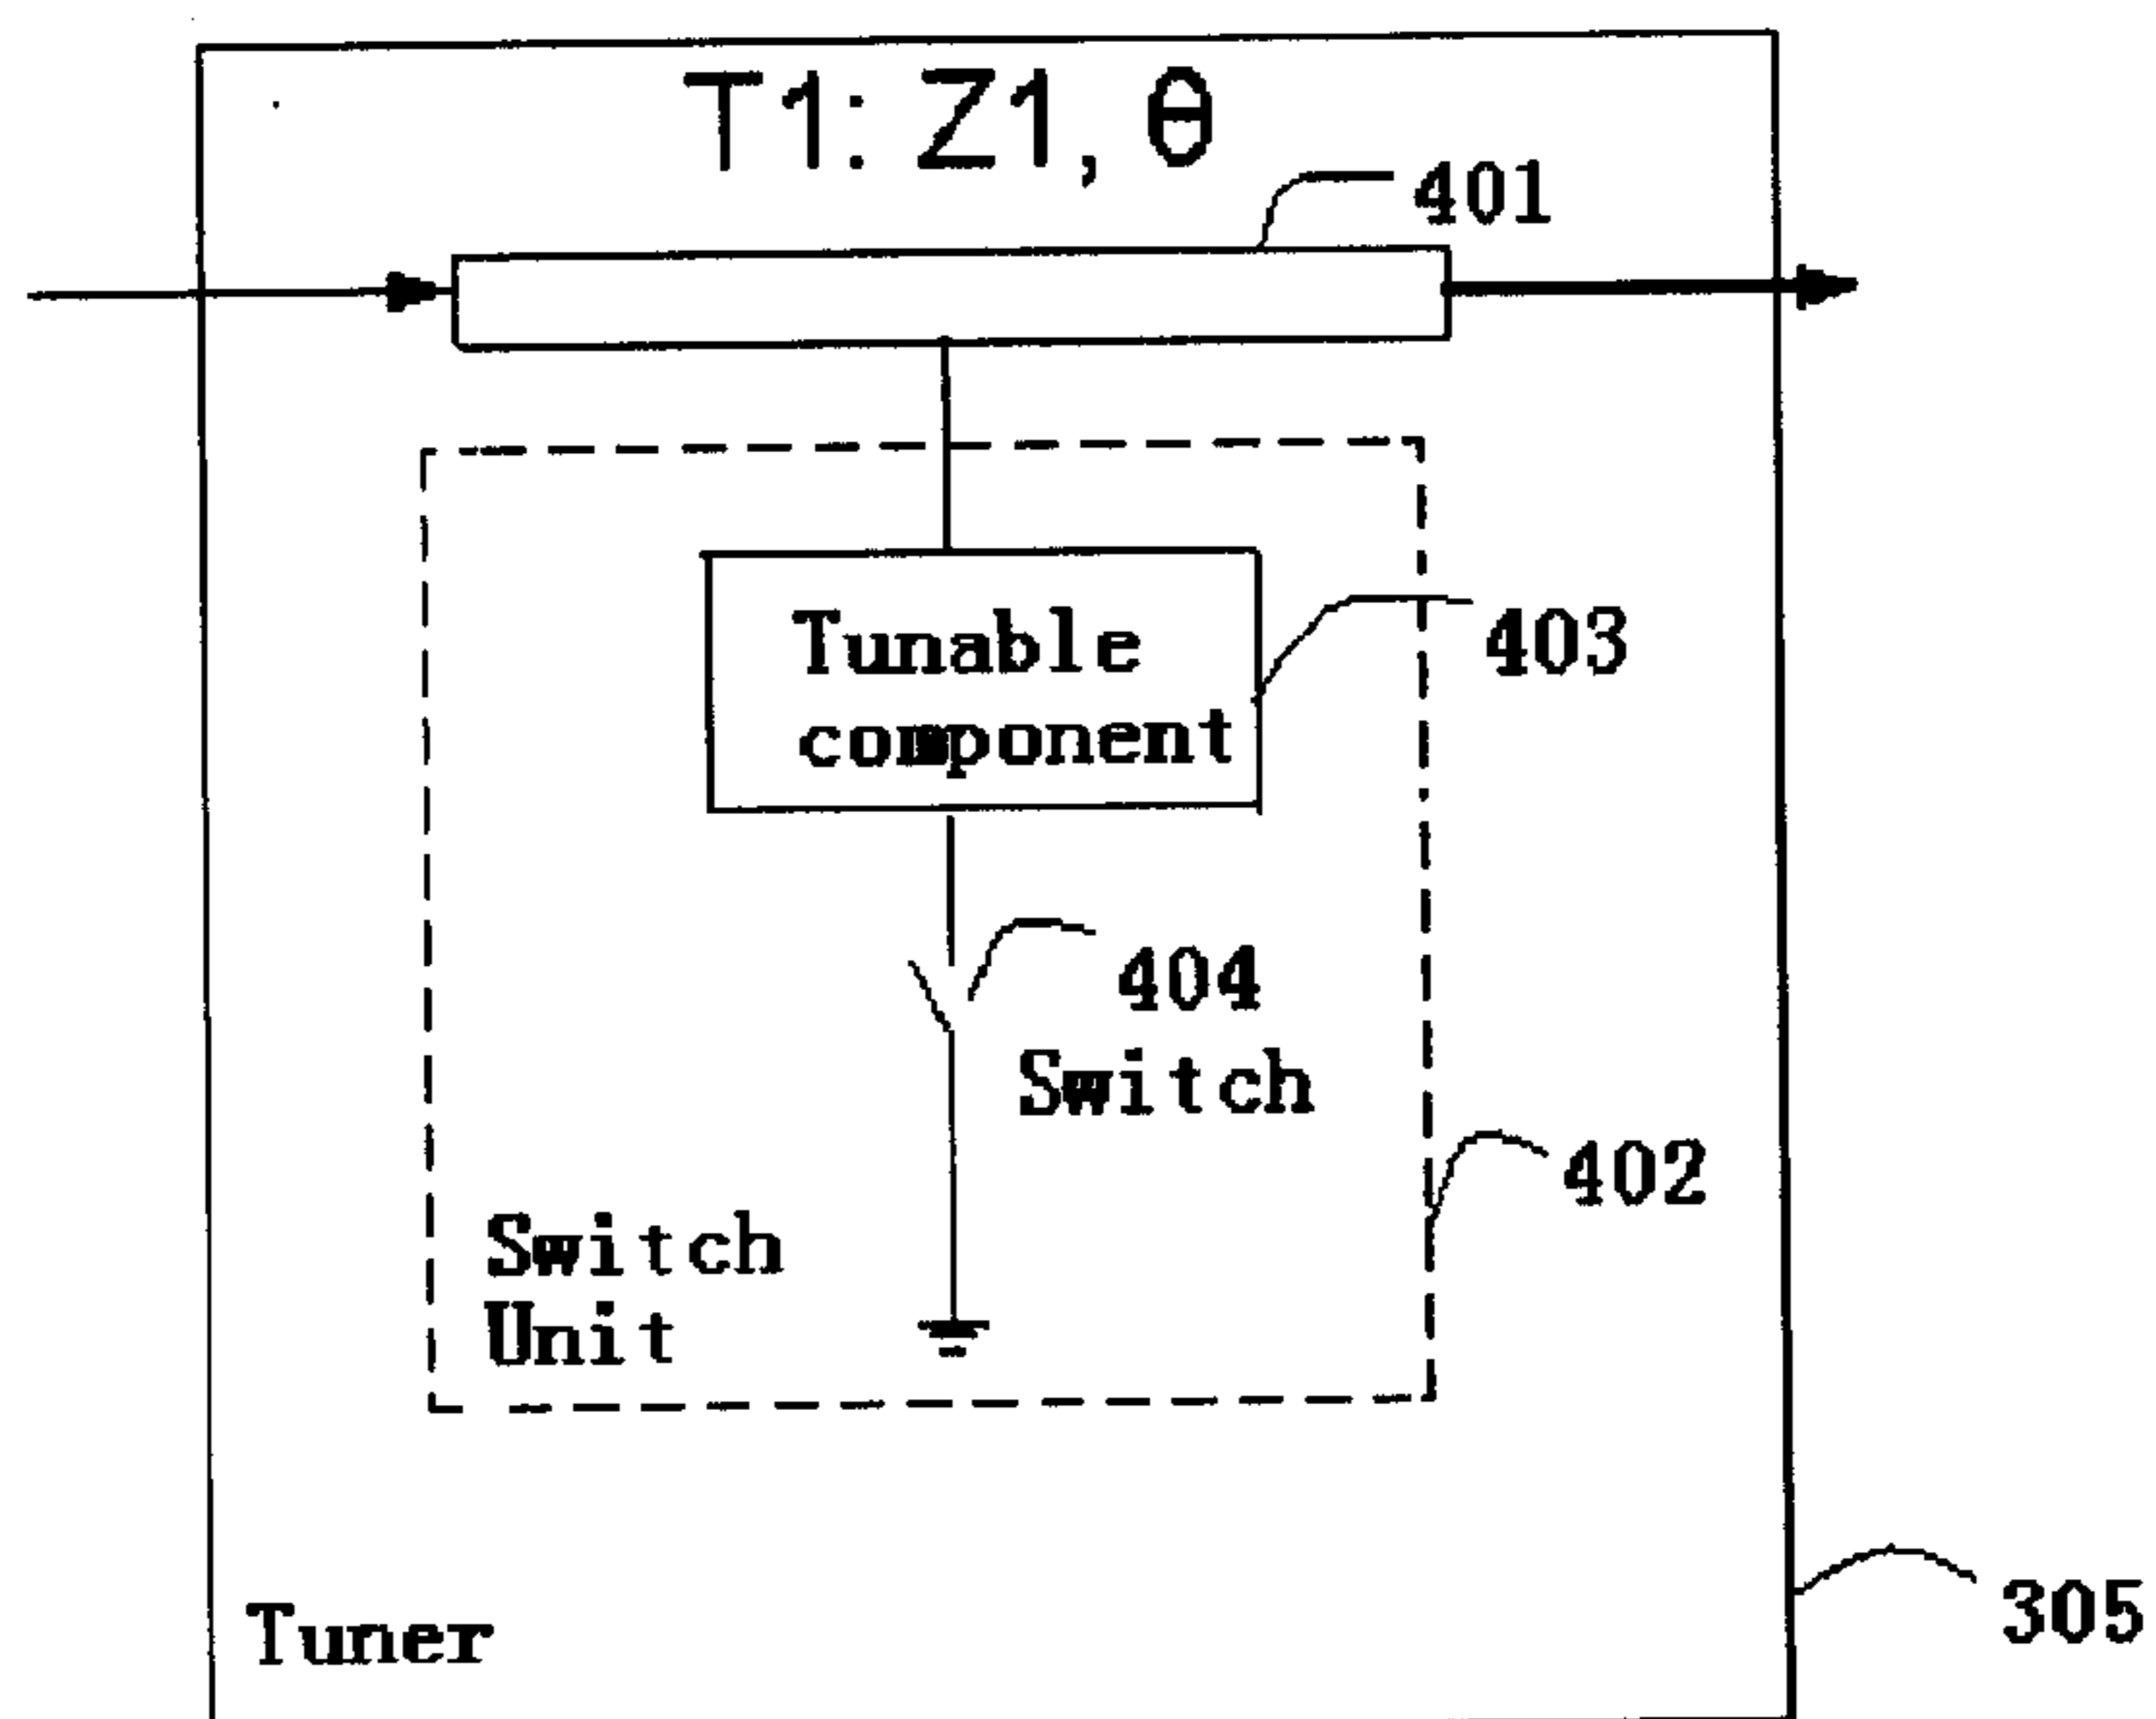 T1: Z1, θ
401
Tunable
component
403
404
Switch
402
Switch
Unit
Tuner
305